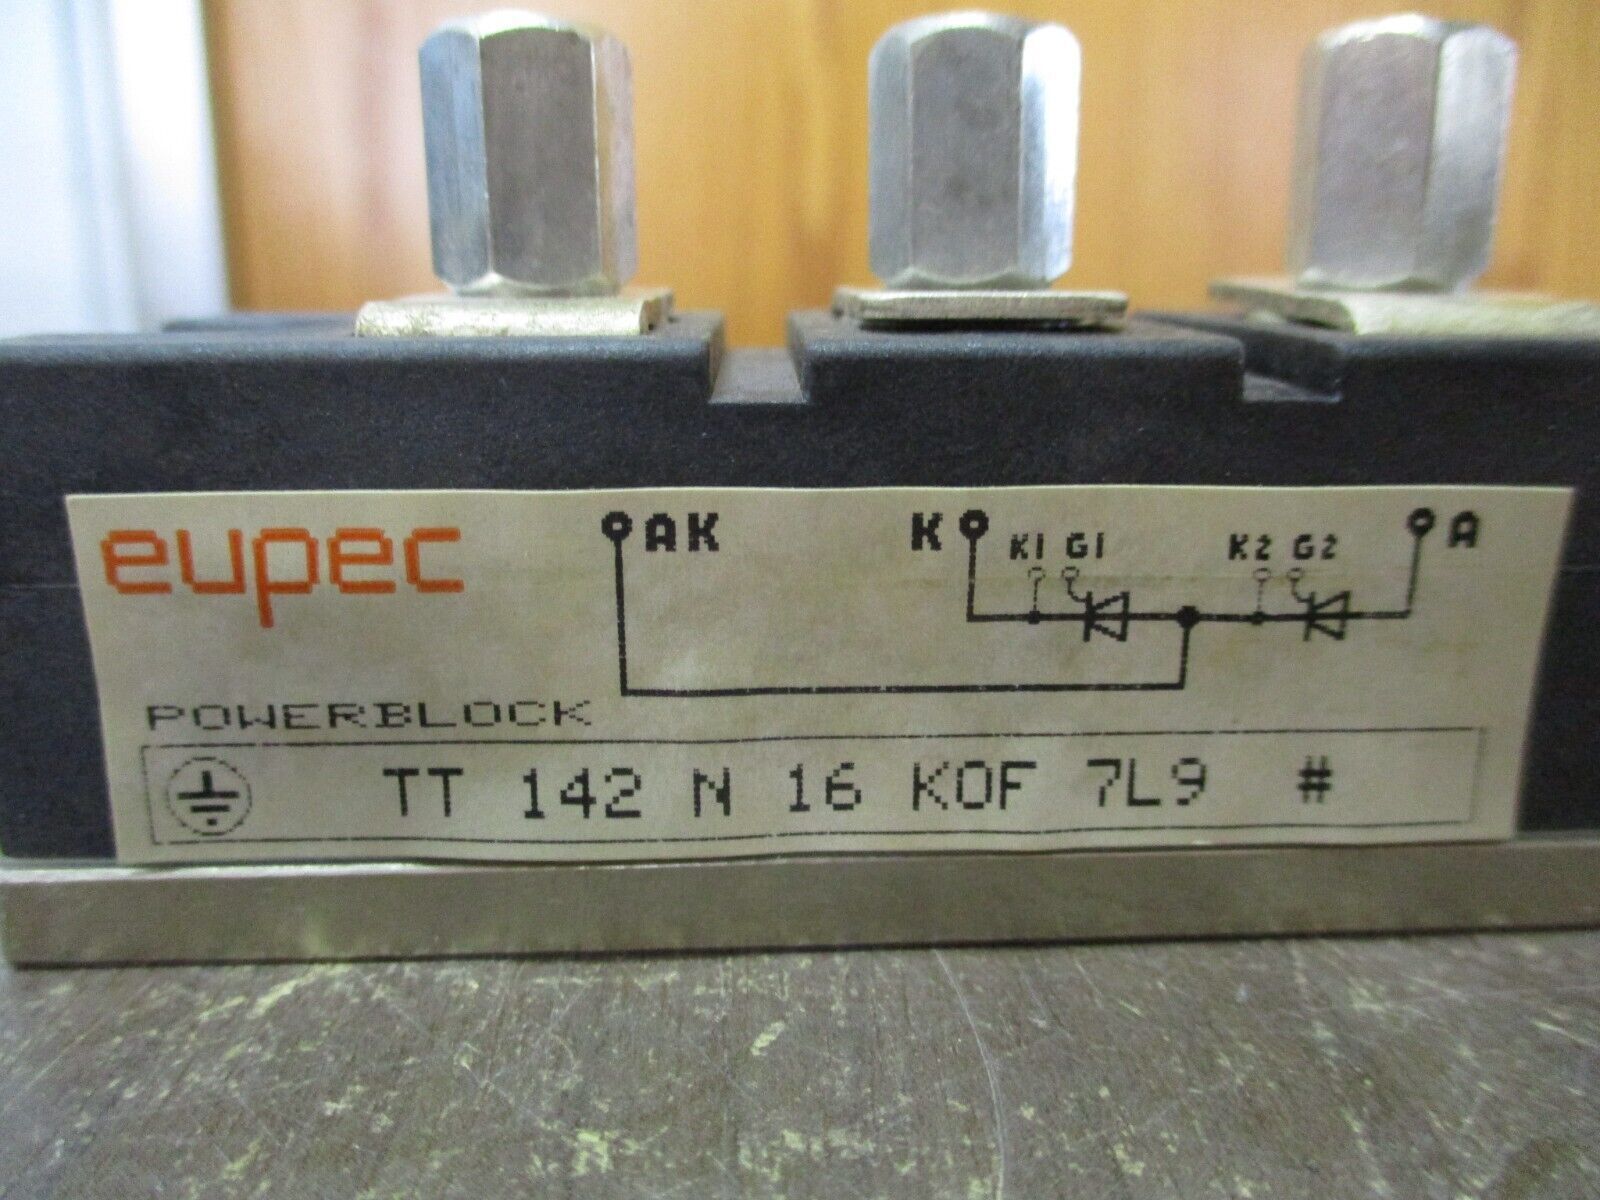 eupec
AK K A
K1 G1 K2 G2
POWERBLOCK
TT 142 N 16 KOF 7L9 #